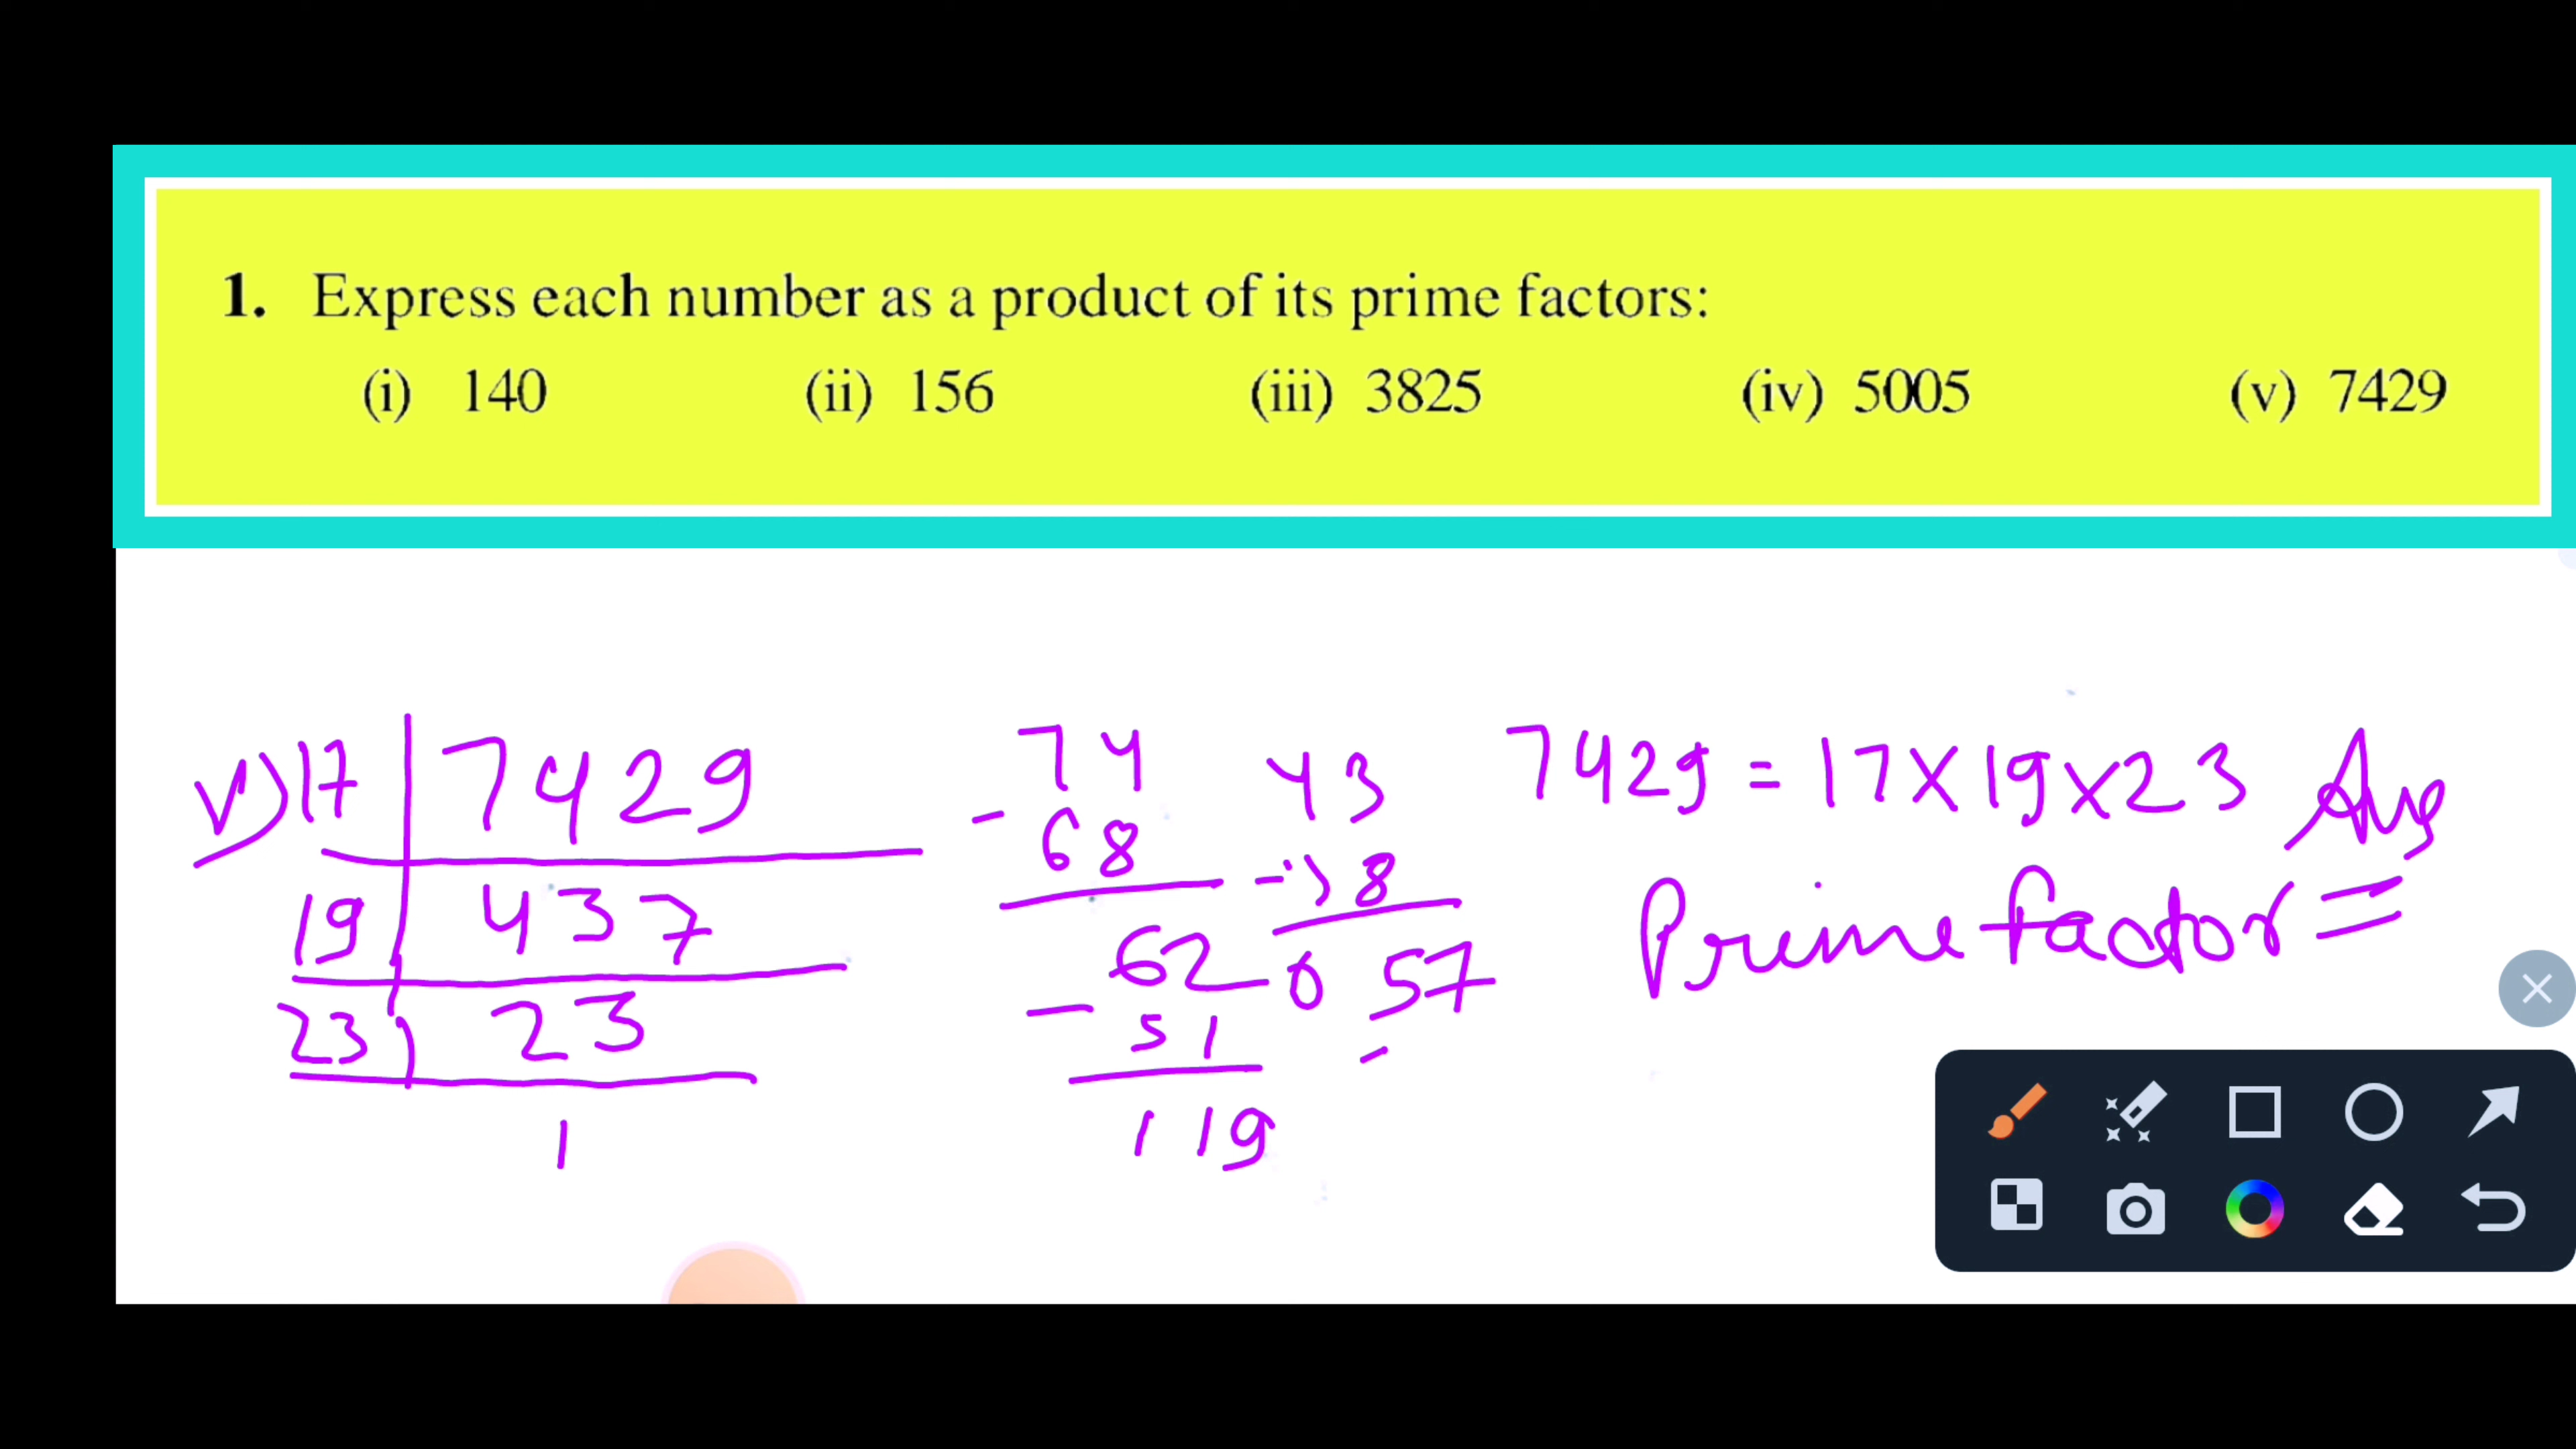 1. Express each number as a product of its prime factors:
(i) 140 (ii) 156 (iii) 3825 (iv) 5005 (v) 7429
v) 17 7429
19 437
23 23
1
74
- 68
62
- 51
119
43
- 38
0 57
-
7429 = 17 X 19 X 23 Ans
Prime factor =